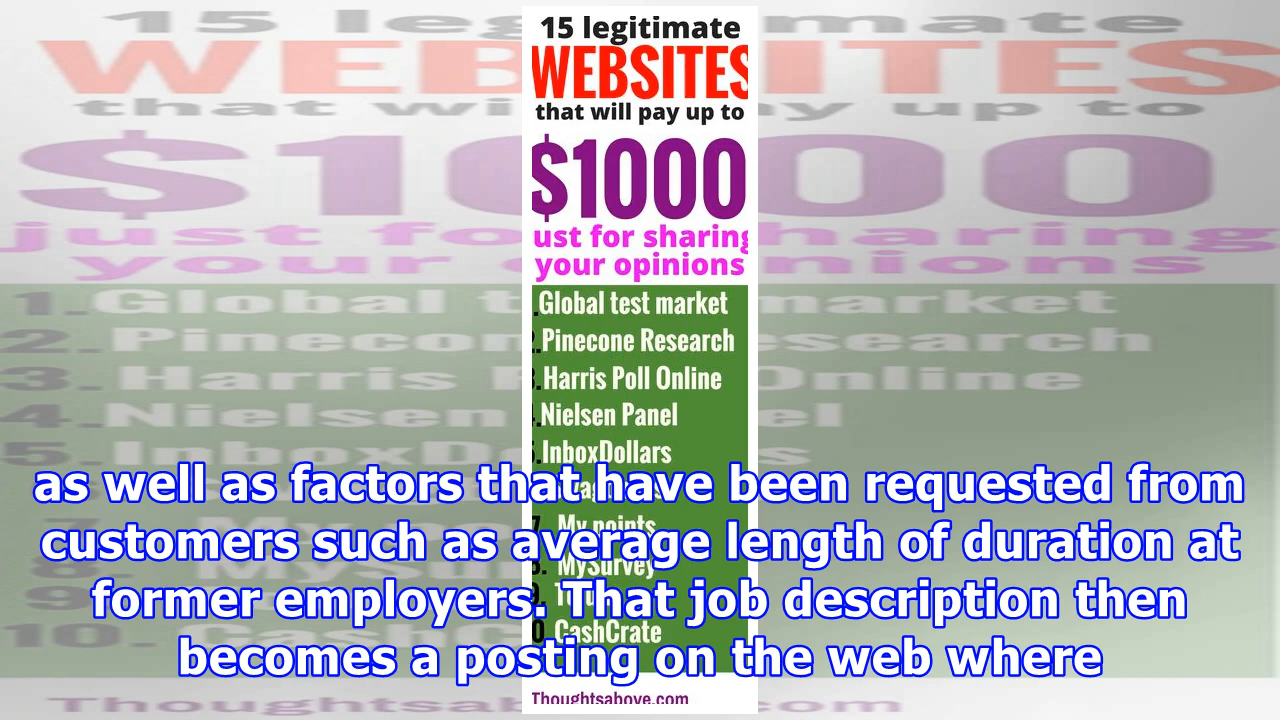 15 legitimate
WEBSITES
that will pay up to
$1000
ust for sharing
your opinions
Global test market
Pinecone Research
Harris Poll Online
Nielsen Panel
InboxDollars
7. My points
8. MySurvey
9.
CashCrate
as well as factors that have been requested from
customers such as average length of duration at
former employers. That job description then
becomes a posting on the web where
Thoughtsabove.com